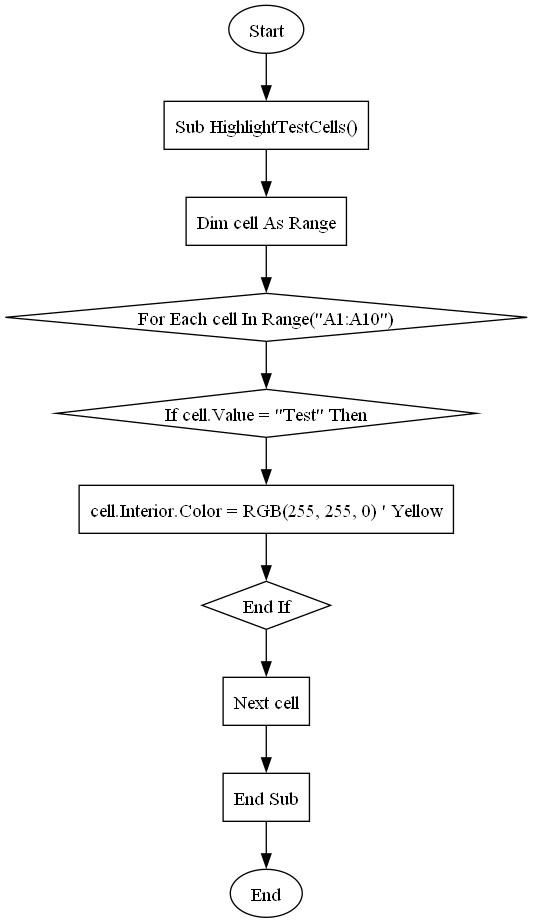 Start
Sub HighlightTestCells()
Dim cell As Range
For Each cell In Range("A1:A10")
If cell.Value = "Test" Then
cell.Interior.Color = RGB(255, 255, 0) ' Yellow
End If
Next cell
End Sub
End